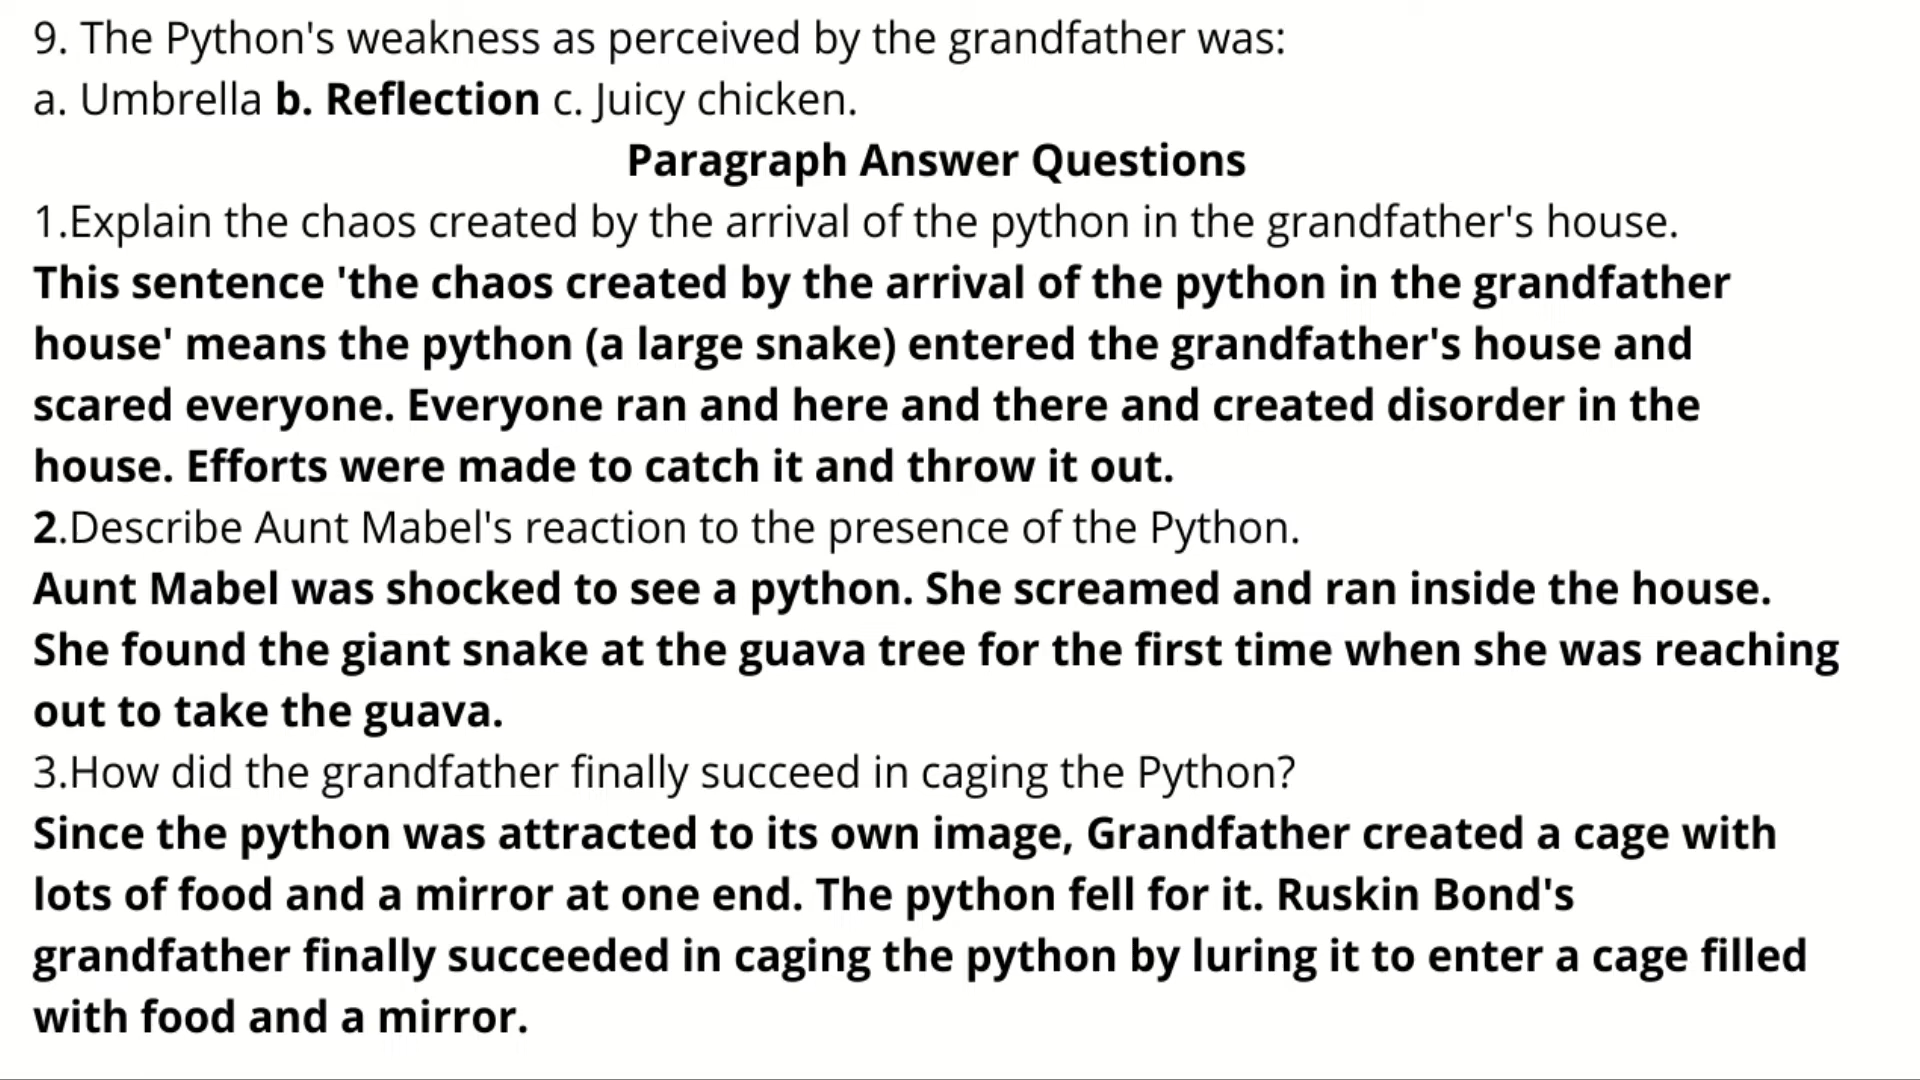 9. The Python's weakness as perceived by the grandfather was:
a. Umbrella b. Reflection c. Juicy chicken.
Paragraph Answer Questions
1.Explain the chaos created by the arrival of the python in the grandfather's house.
This sentence 'the chaos created by the arrival of the python in the grandfather
house' means the python (a large snake) entered the grandfather's house and
scared everyone. Everyone ran and here and there and created disorder in the
house. Efforts were made to catch it and throw it out.
2.Describe Aunt Mabel's reaction to the presence of the Python.
Aunt Mabel was shocked to see a python. She screamed and ran inside the house.
She found the giant snake at the guava tree for the first time when she was reaching
out to take the guava.
3.How did the grandfather finally succeed in caging the Python?
Since the python was attracted to its own image, Grandfather created a cage with
lots of food and a mirror at one end. The python fell for it. Ruskin Bond's
grandfather finally succeeded in caging the python by luring it to enter a cage filled
with food and a mirror.